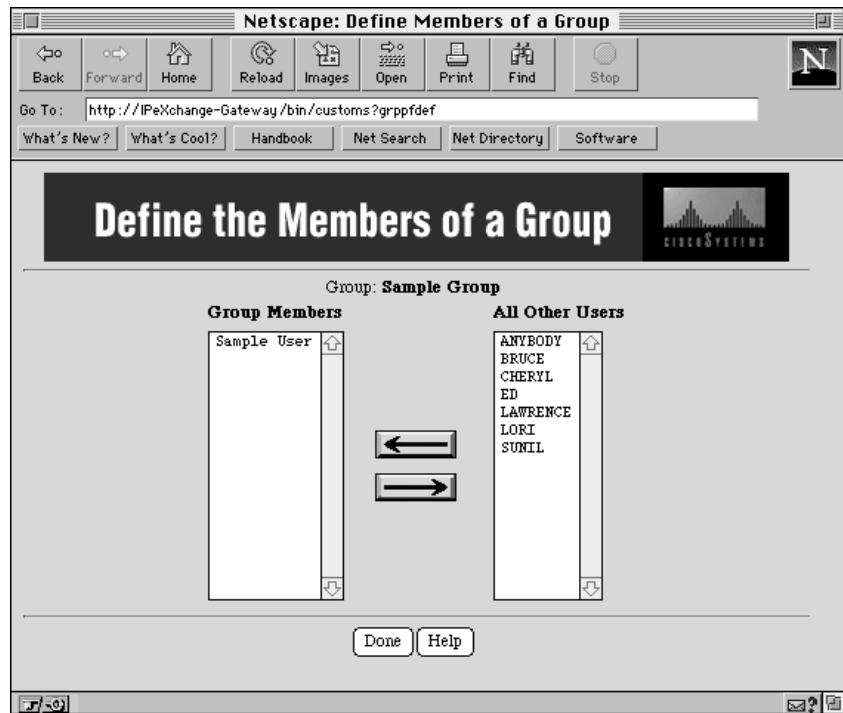 Netscape: Define Members of a Group
Back Forward Home Reload Images Open Print Find Stop
N
Go To: http://IPeXchange-Gateway/bin/customs?grppfdef
What's New? What's Cool? Handbook Net Search Net Directory Software
Define the Members of a Group
CISCO SYSTEMS
Group: Sample Group
Group Members
All Other Users
Sample User
ANYBODY
BRUCE
CHERYL
ED
LAWRENCE
LORI
SUNIL
Done Help
?